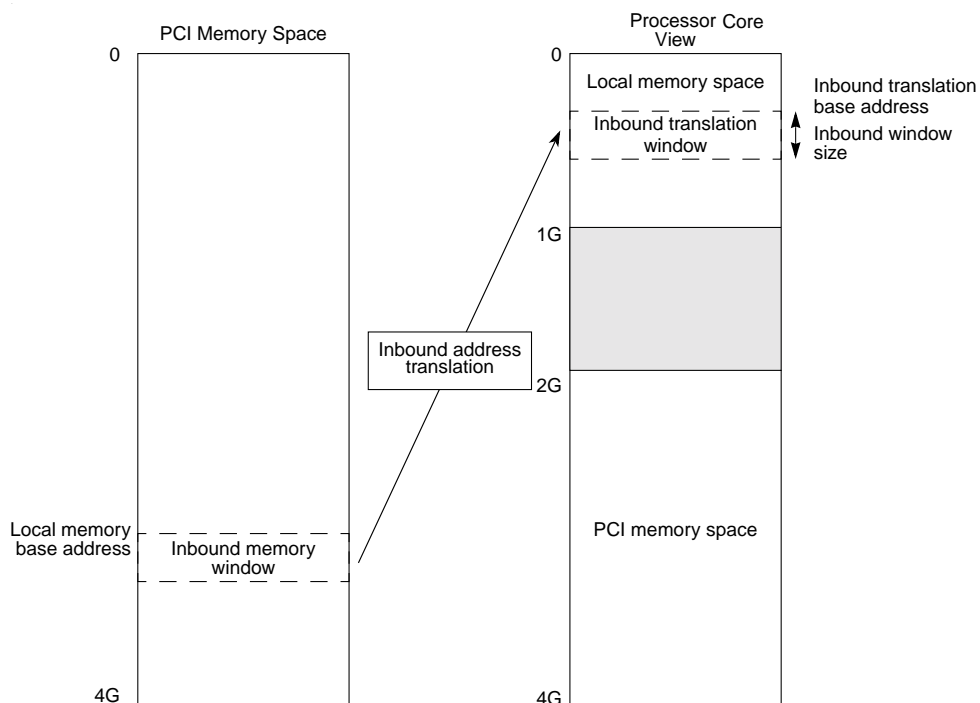 PCI Memory Space
0
Local memory
base address
Inbound memory
window
4G
Inbound address
translation
Processor Core
View
0
Local memory space
Inbound translation
window
Inbound translation
base address
Inbound window
size
1G
2G
PCI memory space
4G